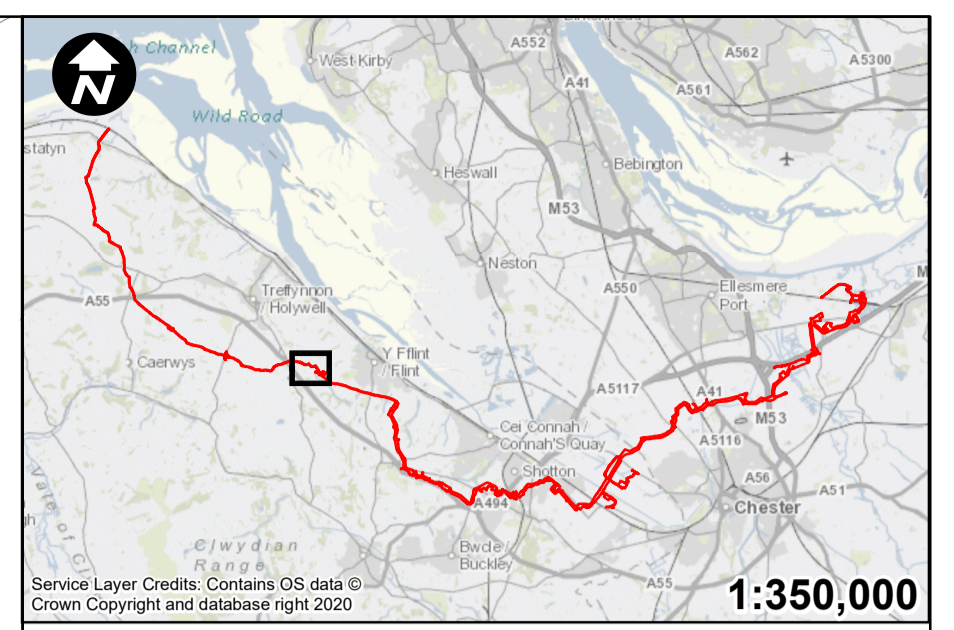 N
h Channel
West Kirby
A552
A41
A562
A5300
A561
Wild Road
statyn
Heswall
Bebington
M53
Neston
A55
Treffynnon
/ Holywell
A550
Ellesmere
Port
M
Caerwys
Y Fflint
/ Flint
A5117
A41
M53
Cei Connah /
Connah'S Quay
A5116
Shotton
A494
A56
A51
Chester
Clwydian
Range
Bwcle /
Buckley
A55
Service Layer Credits: Contains OS data ©
Crown Copyright and database right 2020
1:350,000